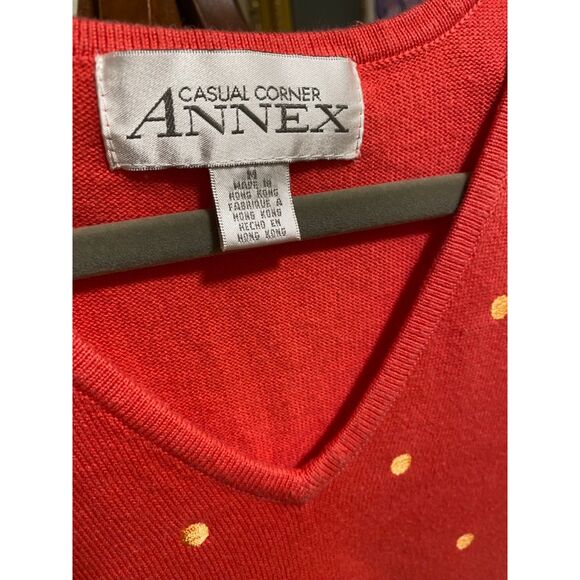 CASUAL CORNER
ANNEX
M
MADE IN
HONG KONG
FABRIQUE A
HONG KONG
HECHO EN
HONG KONG